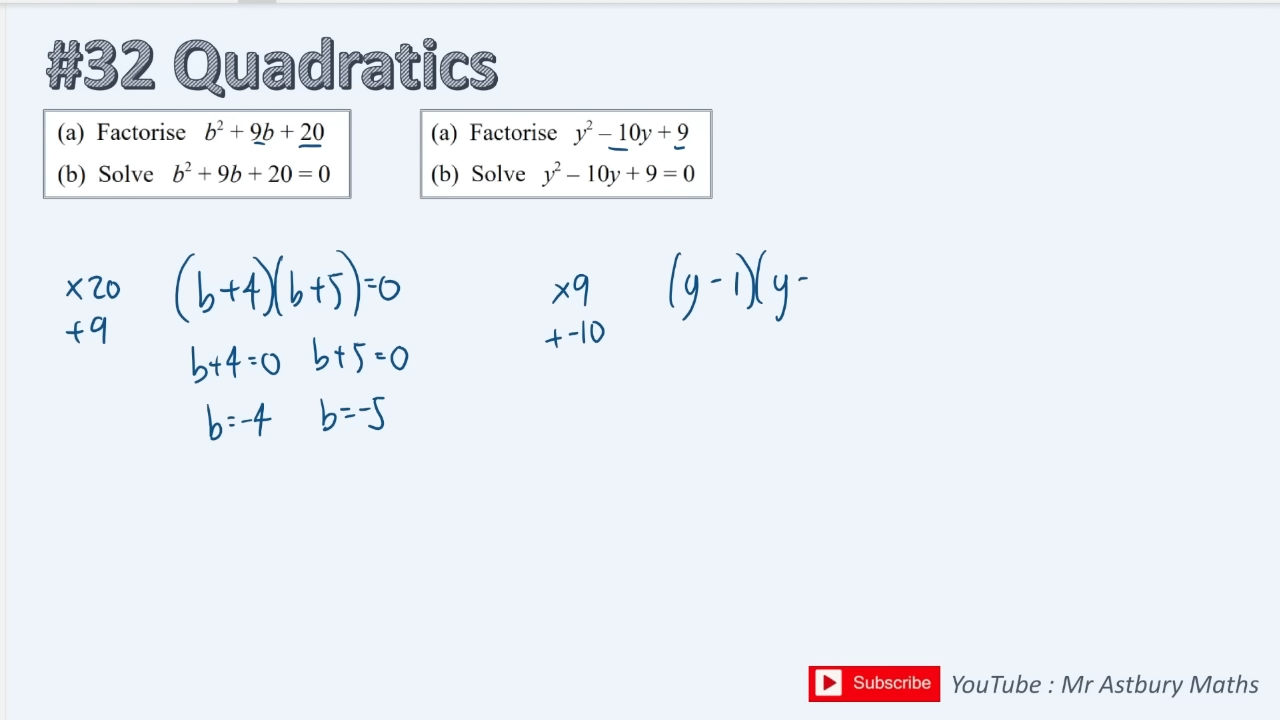 #32 Quadratics
(a) Factorise b² + 9b + 20
(b) Solve b² + 9b + 20 = 0
(a) Factorise y² – 10y + 9
(b) Solve y² – 10y + 9 = 0
×20
+9
(b+4)(b+5)=0
b+4=0 b+5=0
b=-4 b=-5
×9
+-10
(y-1)(y-
Subscribe
YouTube : Mr Astbury Maths